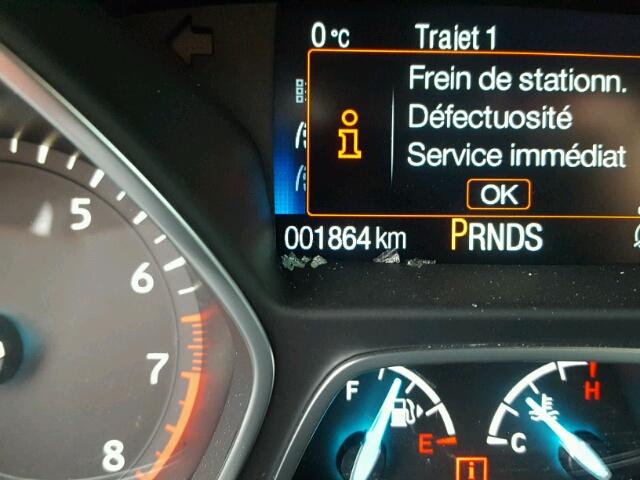 0 °C Trajet 1
Frein de stationn.
Défectuosité
Service immédiat
i
OK
001864 km PRNDS
5
6
7
8
F
E
H
C
i